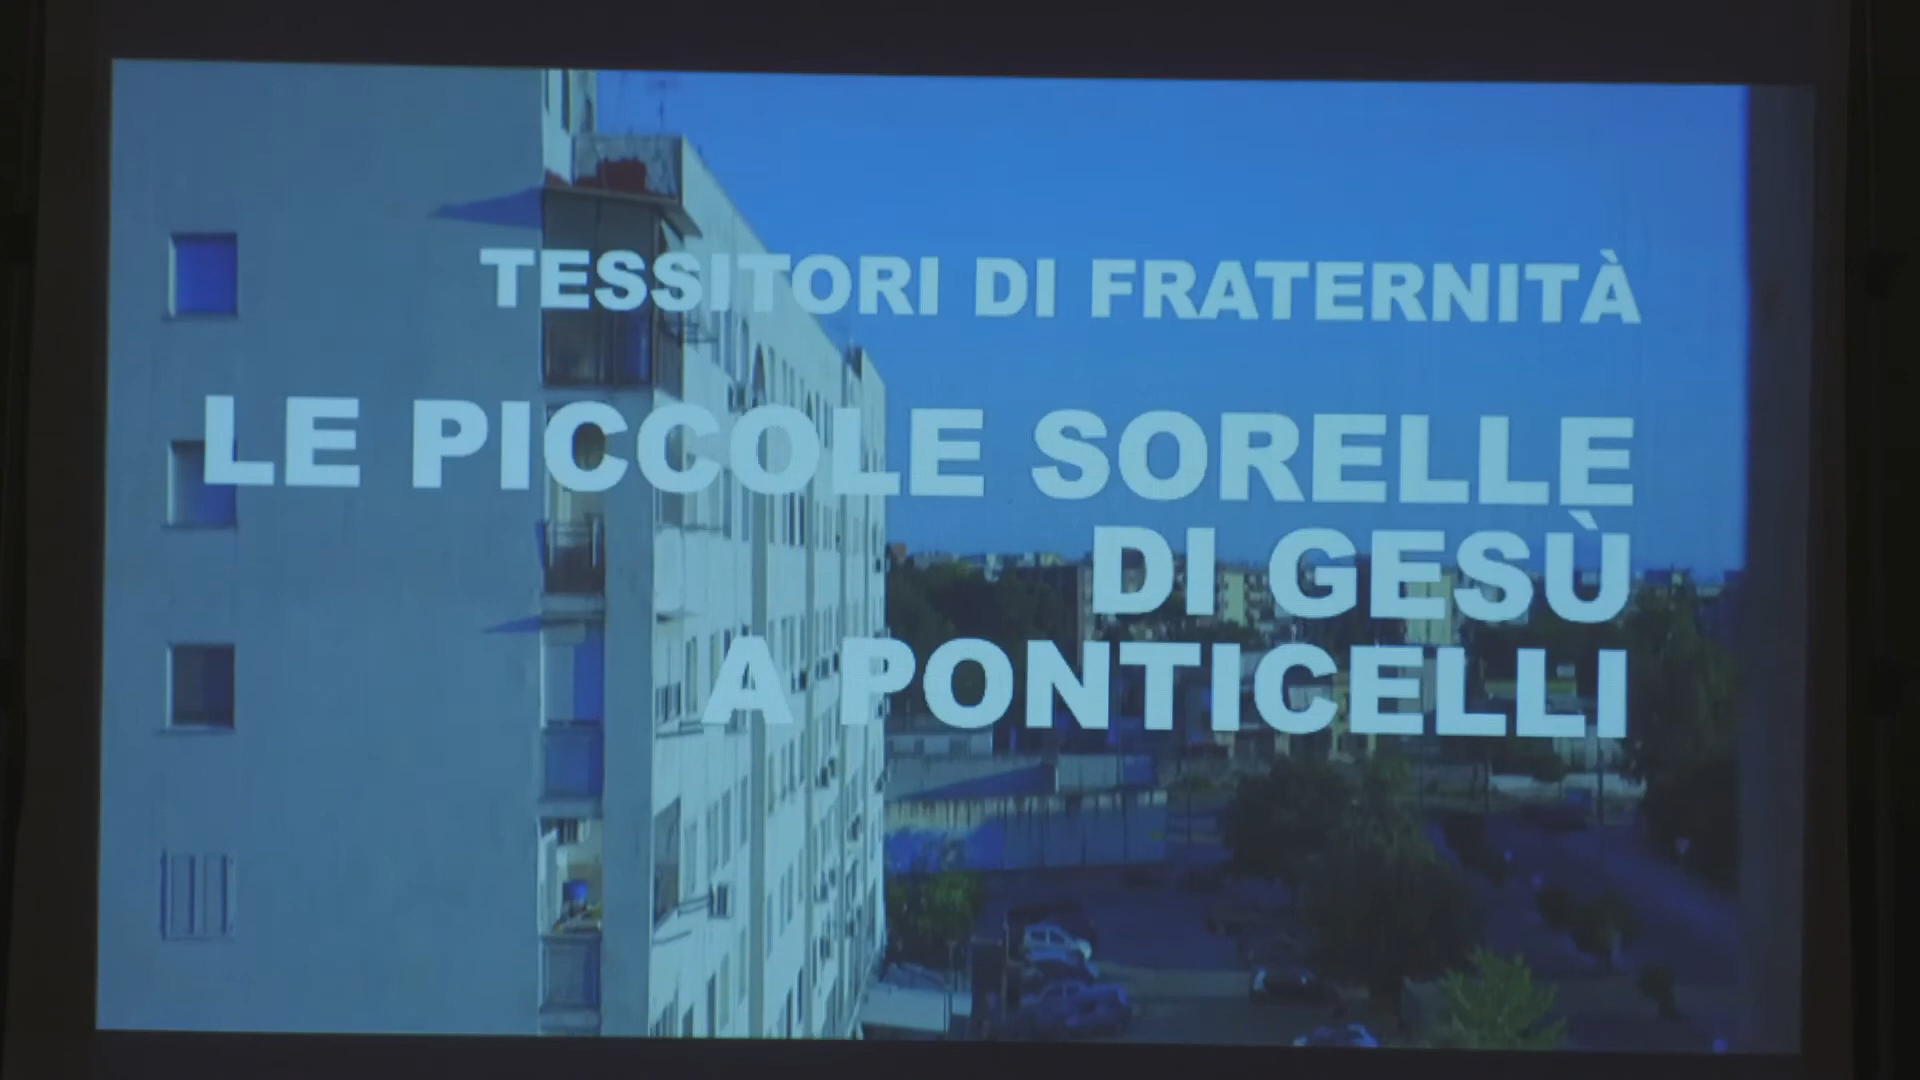 TESSITORI DI FRATERNITÀ
LE PICCOLE SORELLE
DI GESÙ
A PONTICELLI